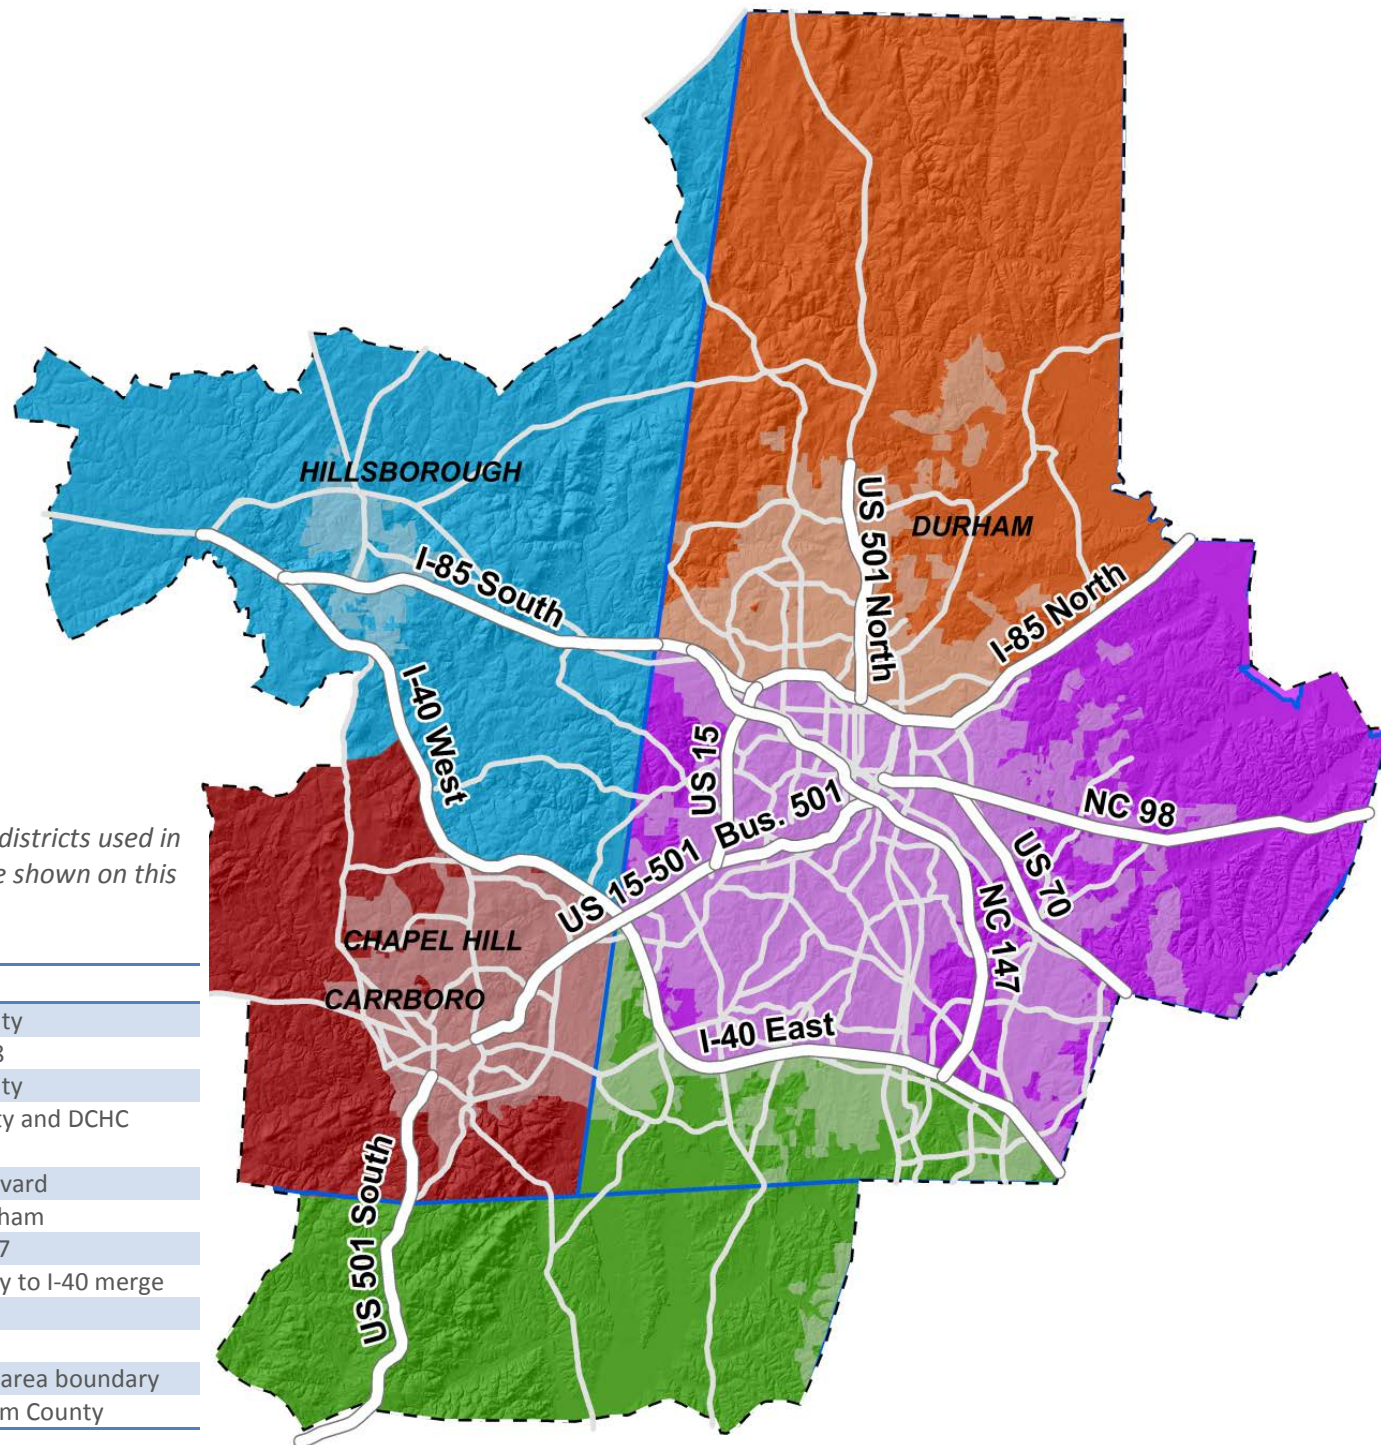 HILLSBOROUGH
DURHAM
US 501 North
I-85 South
I-85 North
I-40 West
US 15
NC 98
US 15-501 Bus. 501
US 70
NC 147
CHAPEL HILL
CARRBORO
I-40 East
US 501 South
districts used in
e shown on this
ty
8
ty
ty and DCHC
vard
ham
7
y to I-40 merge
area boundary
m County